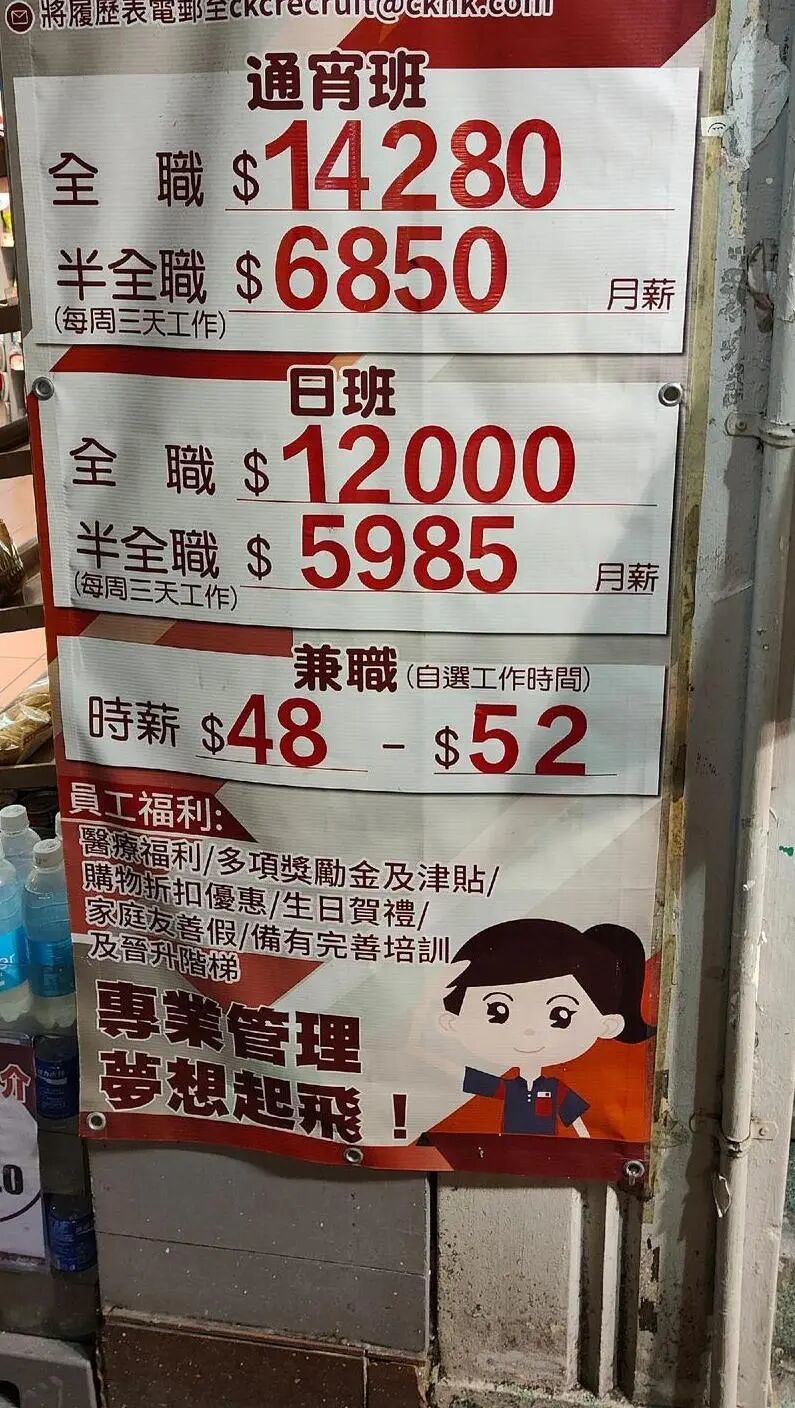 將履歷表電郵至ckcrecruit@ckhk.com
通宵班
全職 $14280
半全職 $6850 月薪
(每周三天工作)
日班
全職 $12000
半全職 $5985 月薪
(每周三天工作)
兼職(自選工作時間)
時薪 $48 - $52
員工福利:
醫療福利/多項獎勵金及津貼/
購物折扣優惠/生日賀禮/
家庭友善假/備有完善培訓
及晉升階梯
專業管理
夢想起飛！
介
.0